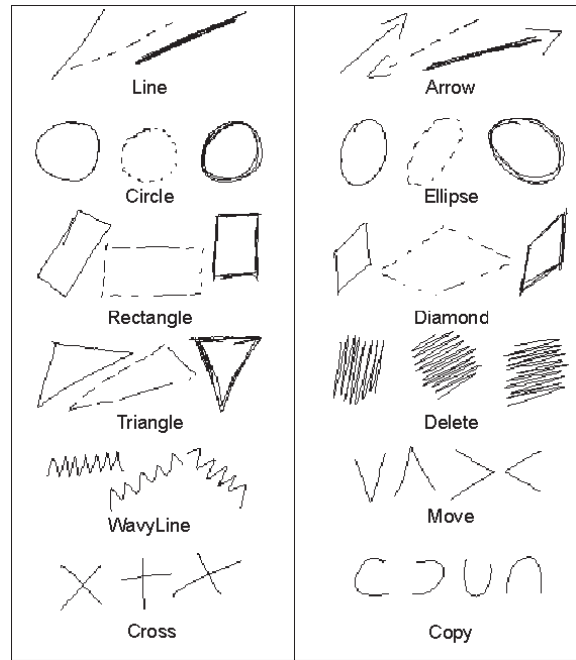 Line
Arrow
Circle
Ellipse
Rectangle
Diamond
Triangle
Delete
WavyLine
Move
Cross
Copy